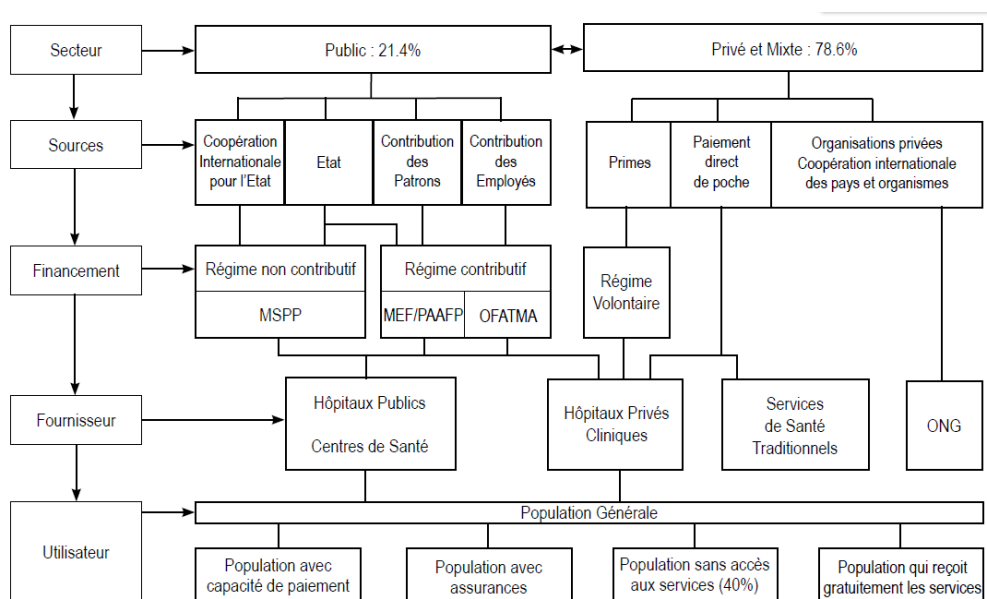 Secteur
Public : 21.4%
Privé et Mixte : 78.6%
Sources
Coopération
Internationale
pour l'Etat
Etat
Contribution
des
Patrons
Contribution
des
Employés
Primes
Paiement
direct
de poche
Organisations privées
Coopération internationale
des pays et organismes
Financement
Régime non contributif
MSPP
Régime contributif
MEF/PAAFP
OFATMA
Régime
Volontaire
Fournisseur
Hôpitaux Publics
Centres de Santé
Hôpitaux Privés
Cliniques
Services
de Santé
Traditionnels
ONG
Utilisateur
Population Générale
Population avec
capacité de paiement
Population avec
assurances
Population sans accès
aux services (40%)
Population qui reçoit
gratuitement les services